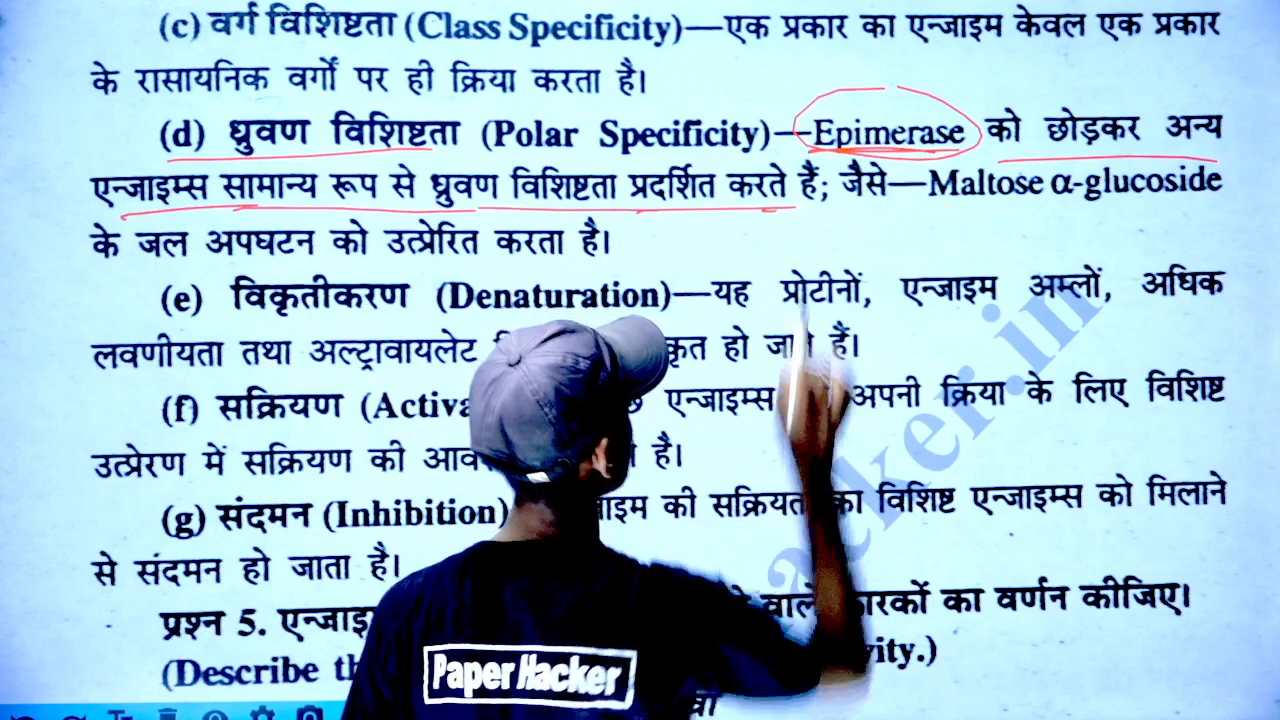 (c) वर्ग विशिष्टता (Class Specificity)—एक प्रकार का एन्जाइम केवल एक प्रकार
के रासायनिक वर्गों पर ही क्रिया करता है।
(d) ध्रुवण विशिष्टता (Polar Specificity)—Epimerase को छोड़कर अन्य
एन्जाइम्स सामान्य रूप से ध्रुवण विशिष्टता प्रदर्शित करते हैं; जैसे—Maltose α-glucoside
के जल अपघटन को उत्प्रेरित करता है।
(e) विकृतीकरण (Denaturation)—यह प्रोटीनों, एन्जाइम अम्लों, अधिक
लवणीयता तथा अल्ट्रावायलेट हो जाते हैं।
(f) सक्रियण एन्जाइम्स अपनी क्रिया के लिए विशिष्ट
उत्प्रेरण में सक्रियण की है।
(g) संदमन (Inhibition) की सक्रियता का विशिष्ट एन्जाइम्स को मिलाने
से संदमन हो जाता है।
प्रश्न 5. वाले कारकों का वर्णन कीजिए।
(Describe
Paper Hacker